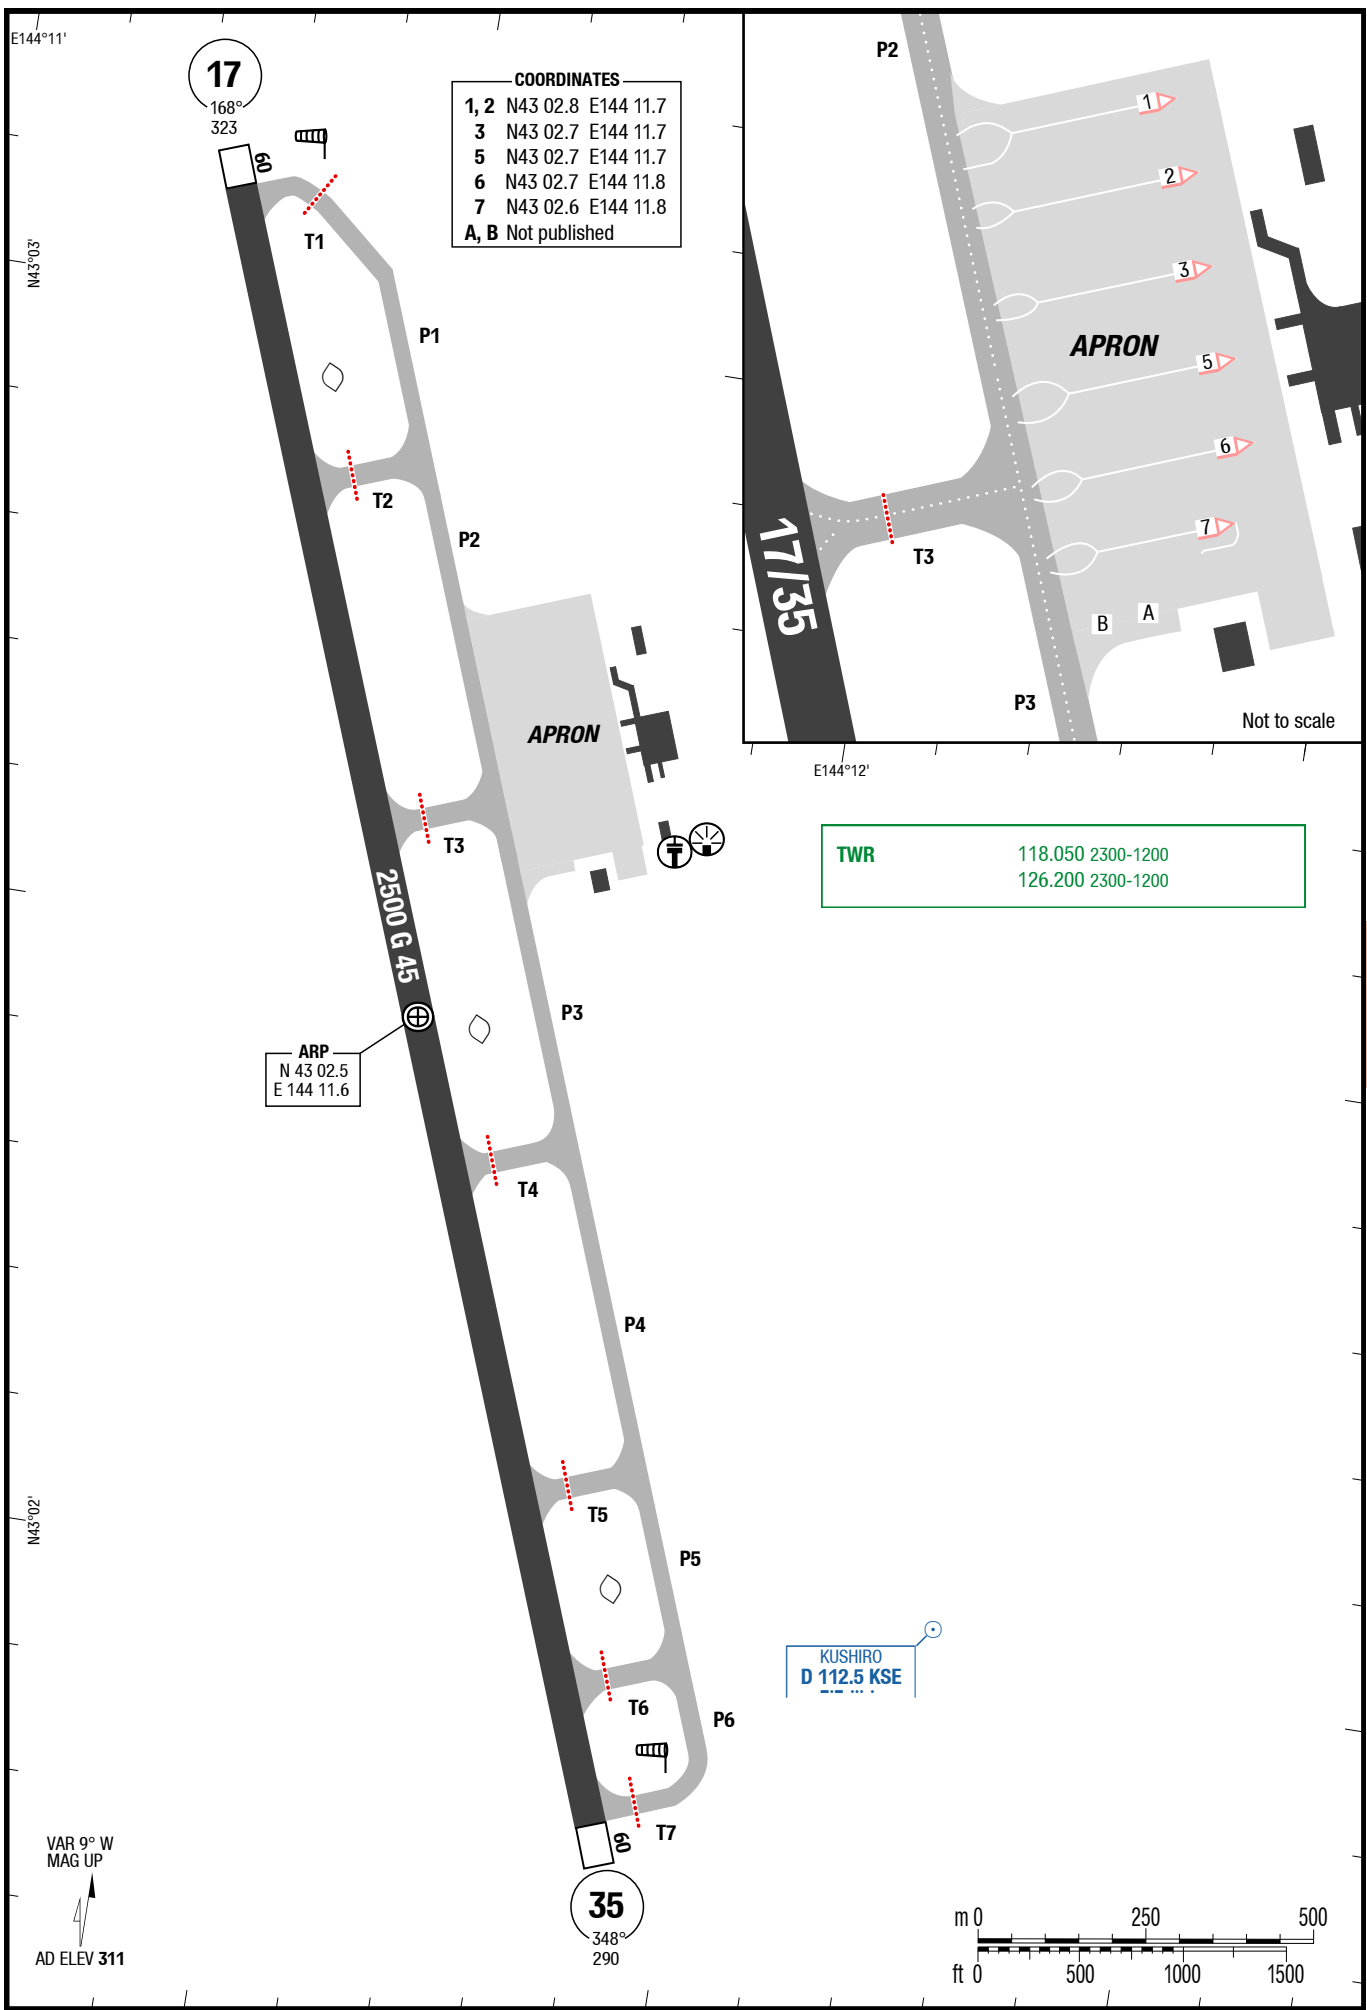 E144°11'
17
168°
323
60
COORDINATES
1, 2 N43 02.8 E144 11.7
3 N43 02.7 E144 11.7
5 N43 02.7 E144 11.7
6 N43 02.7 E144 11.8
7 N43 02.6 E144 11.8
A, B Not published
P2
1
2
3
APRON
5
6
7
T3
17/35
B
A
P3
Not to scale
E144°12'
N43°03'
T1
P1
T2
P2
APRON
T3
TWR 118.050 2300-1200
126.200 2300-1200
2500 G 45
P3
ARP
N 43 02.5
E 144 11.6
T4
P4
N43°02'
T5
P5
KUSHIRO
D 112.5 KSE
T6
P6
T7
60
35
348°
290
VAR 9° W
MAG UP
AD ELEV 311
m 0 250 500
ft 0 500 1000 1500